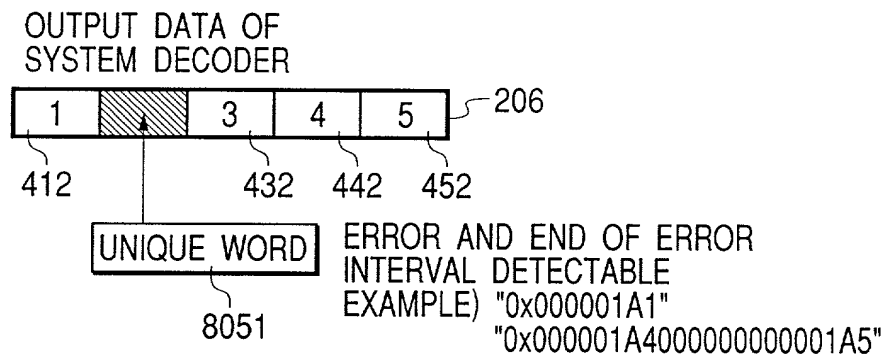 OUTPUT DATA OF
SYSTEM DECODER
1 3 4 5 206
412 432 442 452
UNIQUE WORD
8051
ERROR AND END OF ERROR
INTERVAL DETECTABLE
EXAMPLE) "0x000001A1"
"0x000001A4000000000001A5"